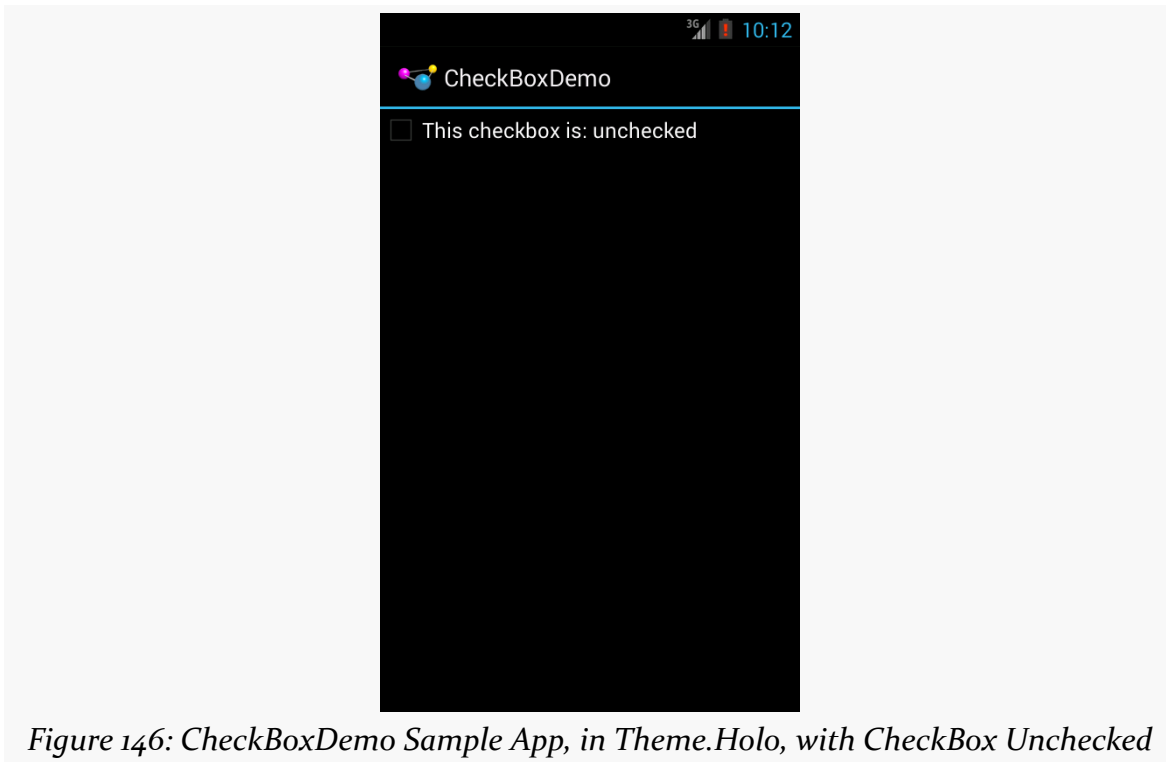 3G 10:12
CheckBoxDemo
This checkbox is: unchecked
Figure 146: CheckBoxDemo Sample App, in Theme.Holo, with CheckBox Unchecked